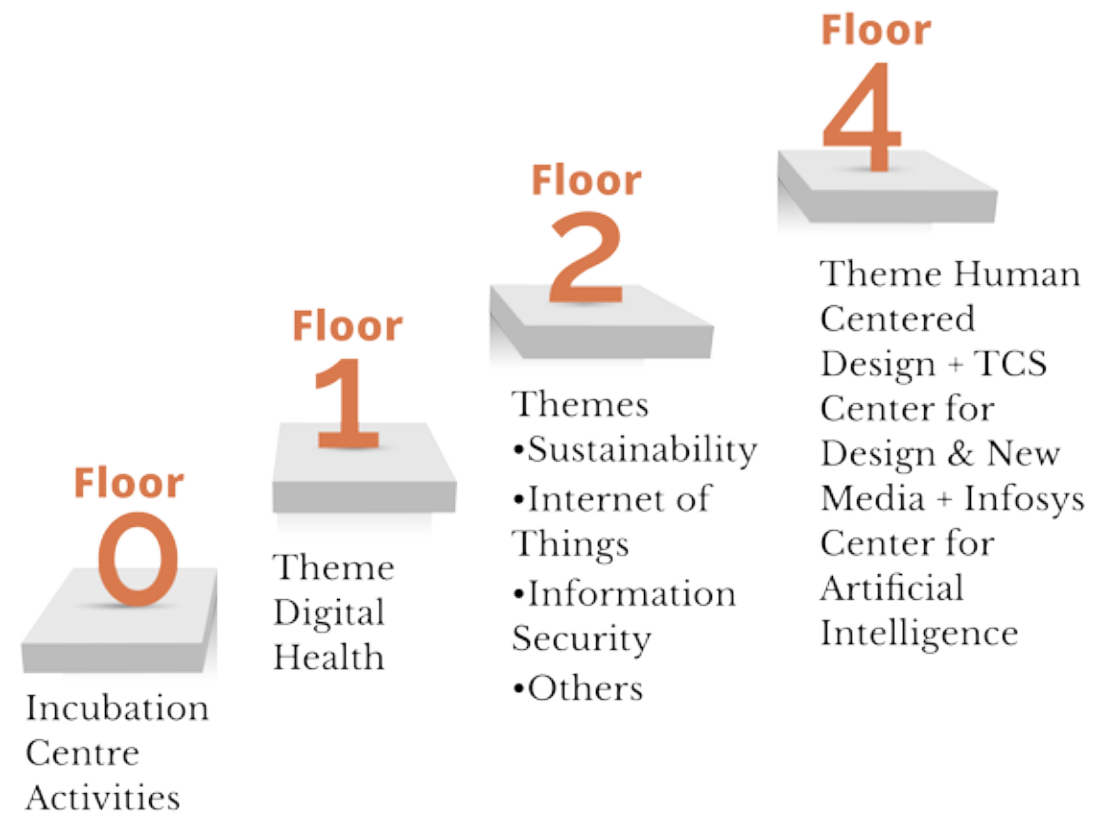 Floor
0
Incubation
Centre
Activities
Floor
1
Theme
Digital
Health
Floor
2
Themes
•Sustainability
•Internet of
Things
•Information
Security
•Others
Floor
4
Theme Human
Centered
Design + TCS
Center for
Design & New
Media + Infosys
Center for
Artificial
Intelligence